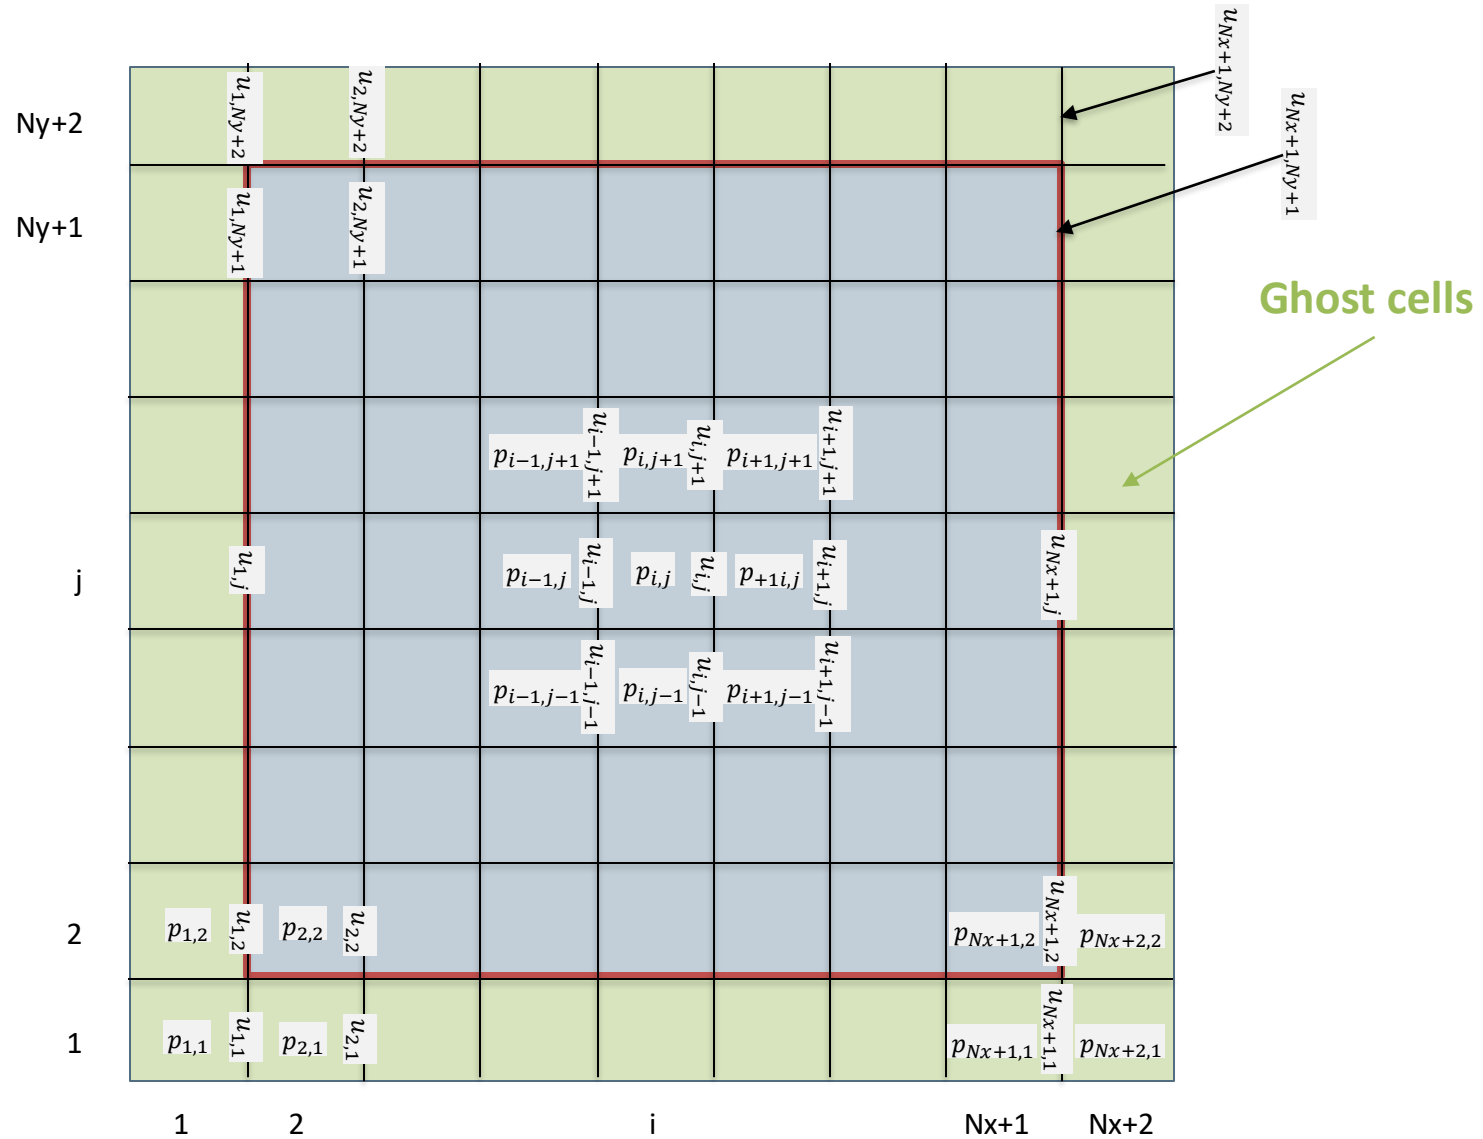 u_{Nx+1,Ny+2}
Ny+2 u_{1,Ny+2} u_{2,Ny+2}
u_{Nx+1,Ny+1}
Ny+1 u_{1,Ny+1} u_{2,Ny+1}
Ghost cells
p_{i−1,j+1} u_{i−1,j+1} p_{i,j+1} u_{i,j+1} p_{i+1,j+1} u_{i+1,j+1}
j u_{1,j} p_{i−1,j} u_{i−1,j} p_{i,j} u_{i,j} p_{+1i,j} u_{i+1,j} u_{Nx+1,j}
p_{i−1,j−1} u_{i−1,j−1} p_{i,j−1} u_{i,j−1} p_{i+1,j−1} u_{i+1,j−1}
2 p_{1,2} u_{1,2} p_{2,2} u_{2,2} p_{Nx+1,2} u_{Nx+1,2} p_{Nx+2,2}
1 p_{1,1} u_{1,1} p_{2,1} u_{2,1} p_{Nx+1,1} u_{Nx+1,1} p_{Nx+2,1}
1 2 i Nx+1 Nx+2